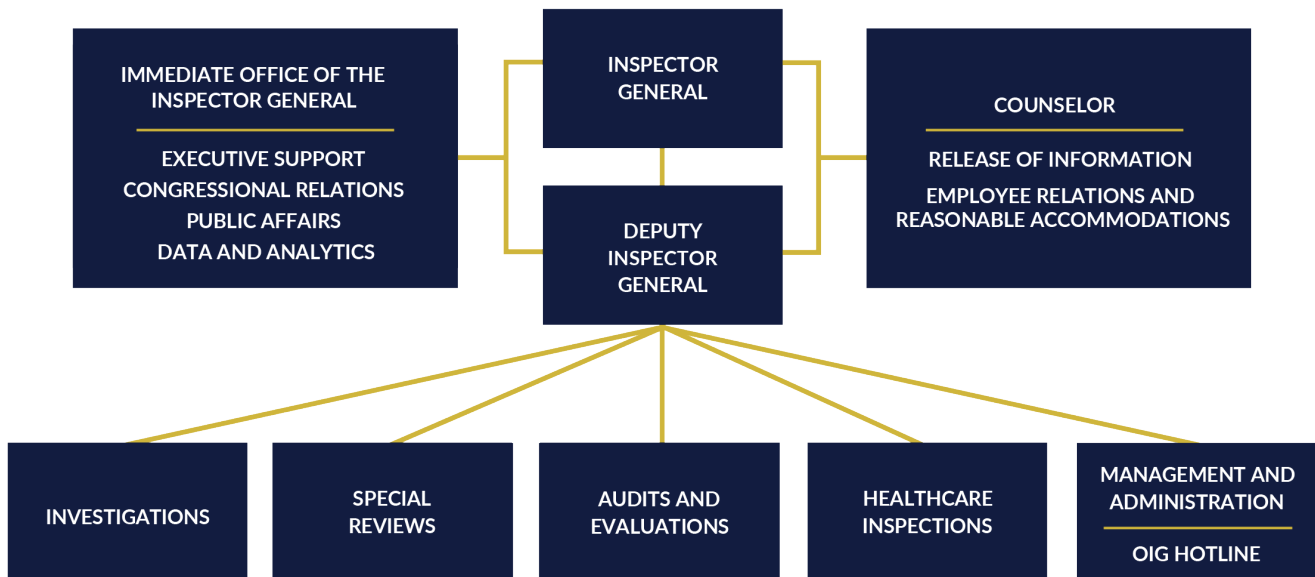 IMMEDIATE OFFICE OF THE
INSPECTOR GENERAL
EXECUTIVE SUPPORT
CONGRESSIONAL RELATIONS
PUBLIC AFFAIRS
DATA AND ANALYTICS
INSPECTOR
GENERAL
DEPUTY
INSPECTOR
GENERAL
COUNSELOR
RELEASE OF INFORMATION
EMPLOYEE RELATIONS AND
REASONABLE ACCOMMODATIONS
INVESTIGATIONS
SPECIAL
REVIEWS
AUDITS AND
EVALUATIONS
HEALTHCARE
INSPECTIONS
MANAGEMENT AND
ADMINISTRATION
OIG HOTLINE